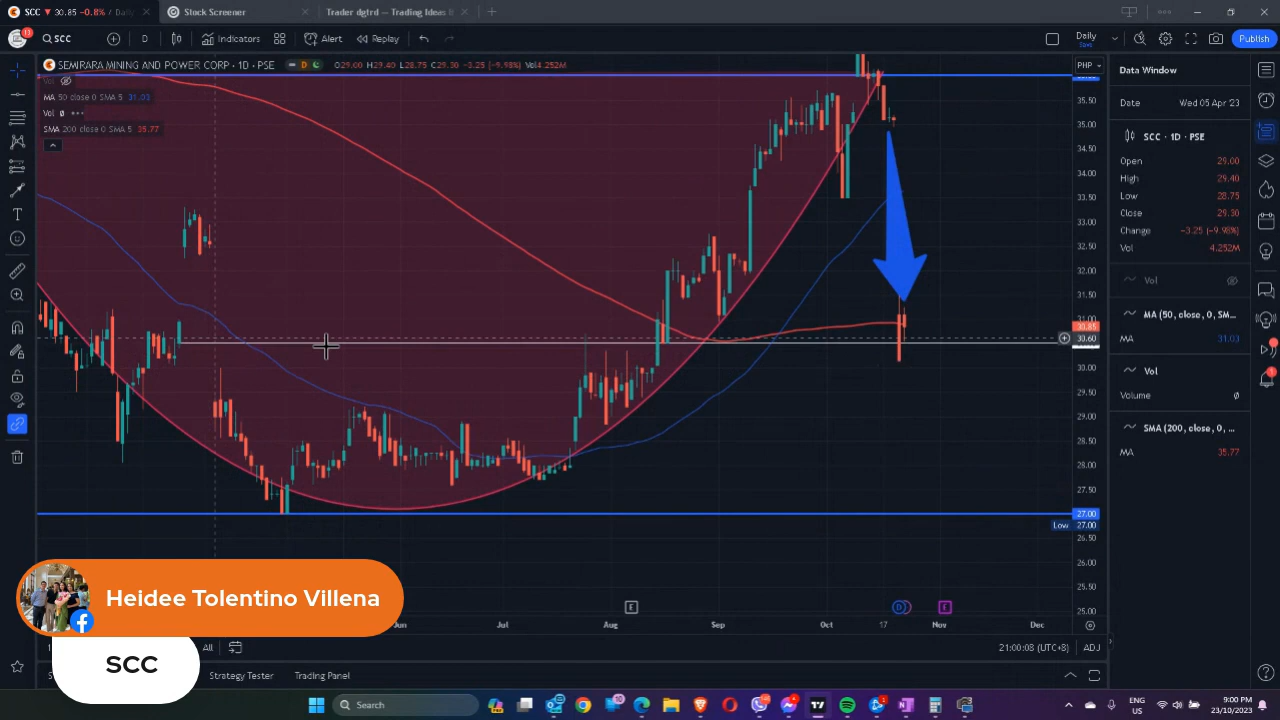 SCC ▼ 30.85 -0.8% / Daily
Stock Screener
Trader dgtrd — Trading Ideas &
11
SCC
D
Indicators
Alert
Replay
Daily
Save
Publish
SEMIRARA MINING AND POWER CORP · 1D · PSE
D
O29.00 H29.40 L28.75 C29.30 -3.25 (-9.98%) Vol4.252M
Vol
MA 50 close 0 SMA 5 31.03
Vol ø
SMA 200 close 0 SMA 5 35.77
PHP
35.50
35.00
34.50
34.00
33.50
33.00
32.50
32.00
31.50
31.00
30.85
30.60
30.00
29.50
29.00
28.50
28.00
27.50
27.00
Low 27.00
26.50
26.00
25.50
25.00
Data Window
Date Wed 05 Apr '23
SCC · 1D · PSE
Open 29.00
High 29.40
Low 28.75
Close 29.30
Change -3.25 (-9.98%)
Vol 4.252M
Vol
MA (50, close, 0, SM...
MA 31.03
Vol
Volume ø
SMA (200, close, 0, ...
MA 35.77
E
D
E
Jun
Jul
Aug
Sep
Oct
17
Nov
Dec
Heidee Tolentino Villena
SCC
All
21:00:08 (UTC+8)
ADJ
Strategy Tester
Trading Panel
Search
ENG
US
9:00 PM
23/10/2023